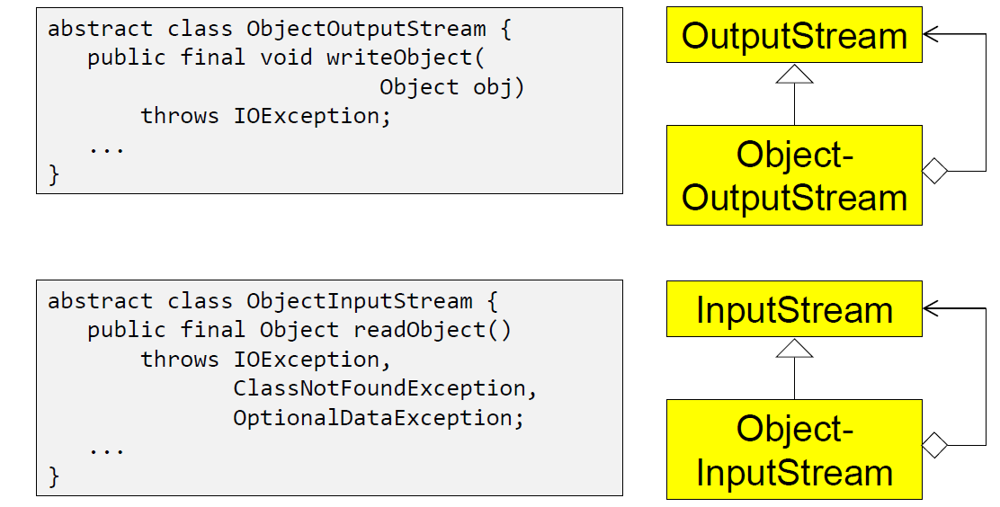 abstract class ObjectOutputStream {
public final void writeObject(
Object obj)
throws IOException;
...
}
OutputStream
Object-
OutputStream
abstract class ObjectInputStream {
public final Object readObject()
throws IOException,
ClassNotFoundException,
OptionalDataException;
...
}
InputStream
Object-
InputStream